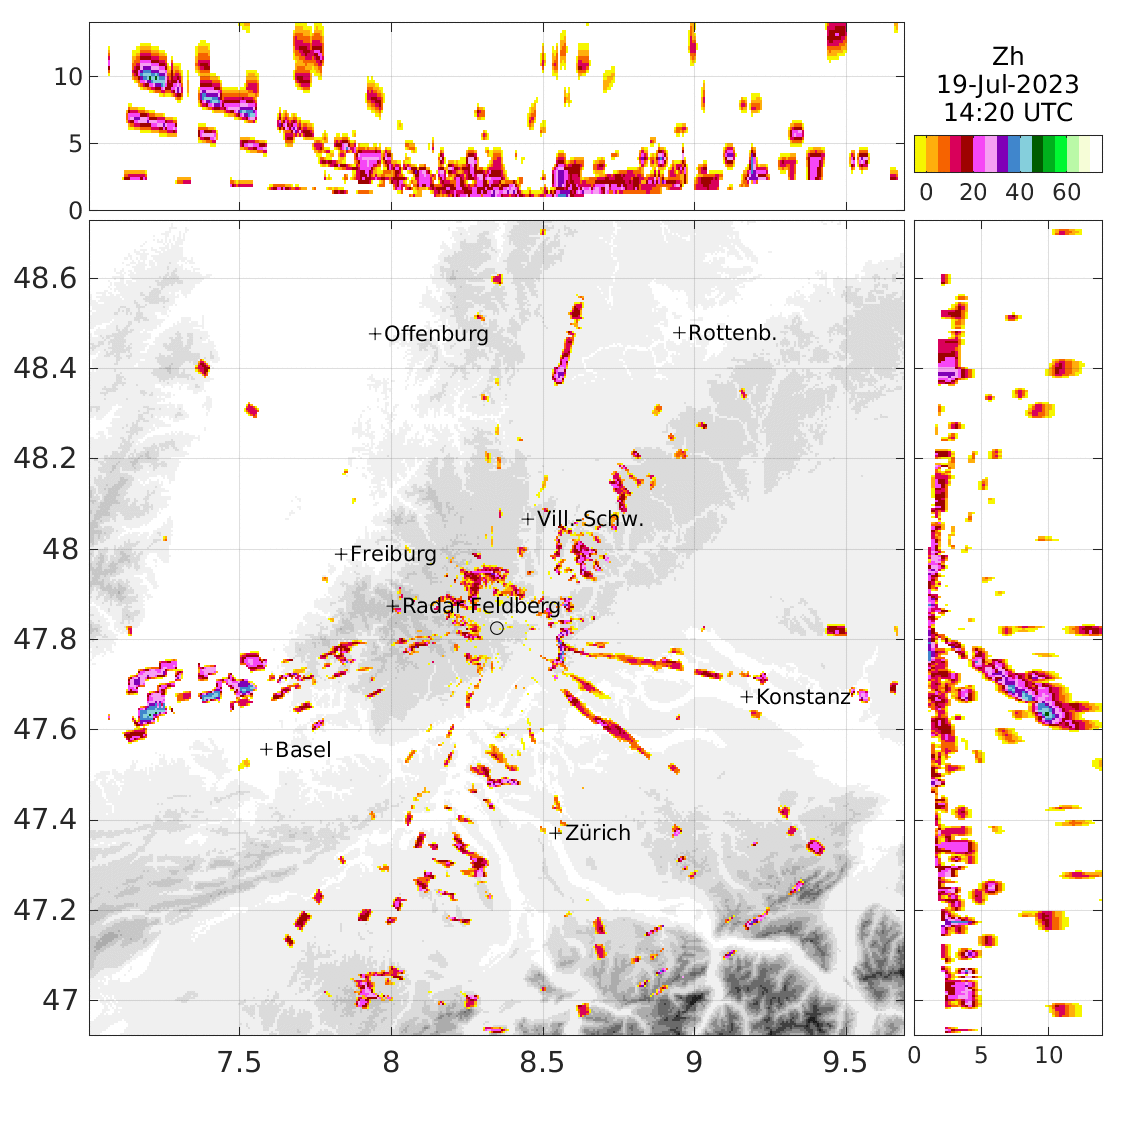 10
5
0
Zh
19-Jul-2023
14:20 UTC
0 20 40 60
48.6
48.4
48.2
48
47.8
47.6
47.4
47.2
47
+Offenburg
+Rottenb.
+Vill.-Schw.
+Freiburg
+Radar Feldberg
+Konstanz
+Basel
+Zürich
7.5 8 8.5 9 9.5
0 5 10